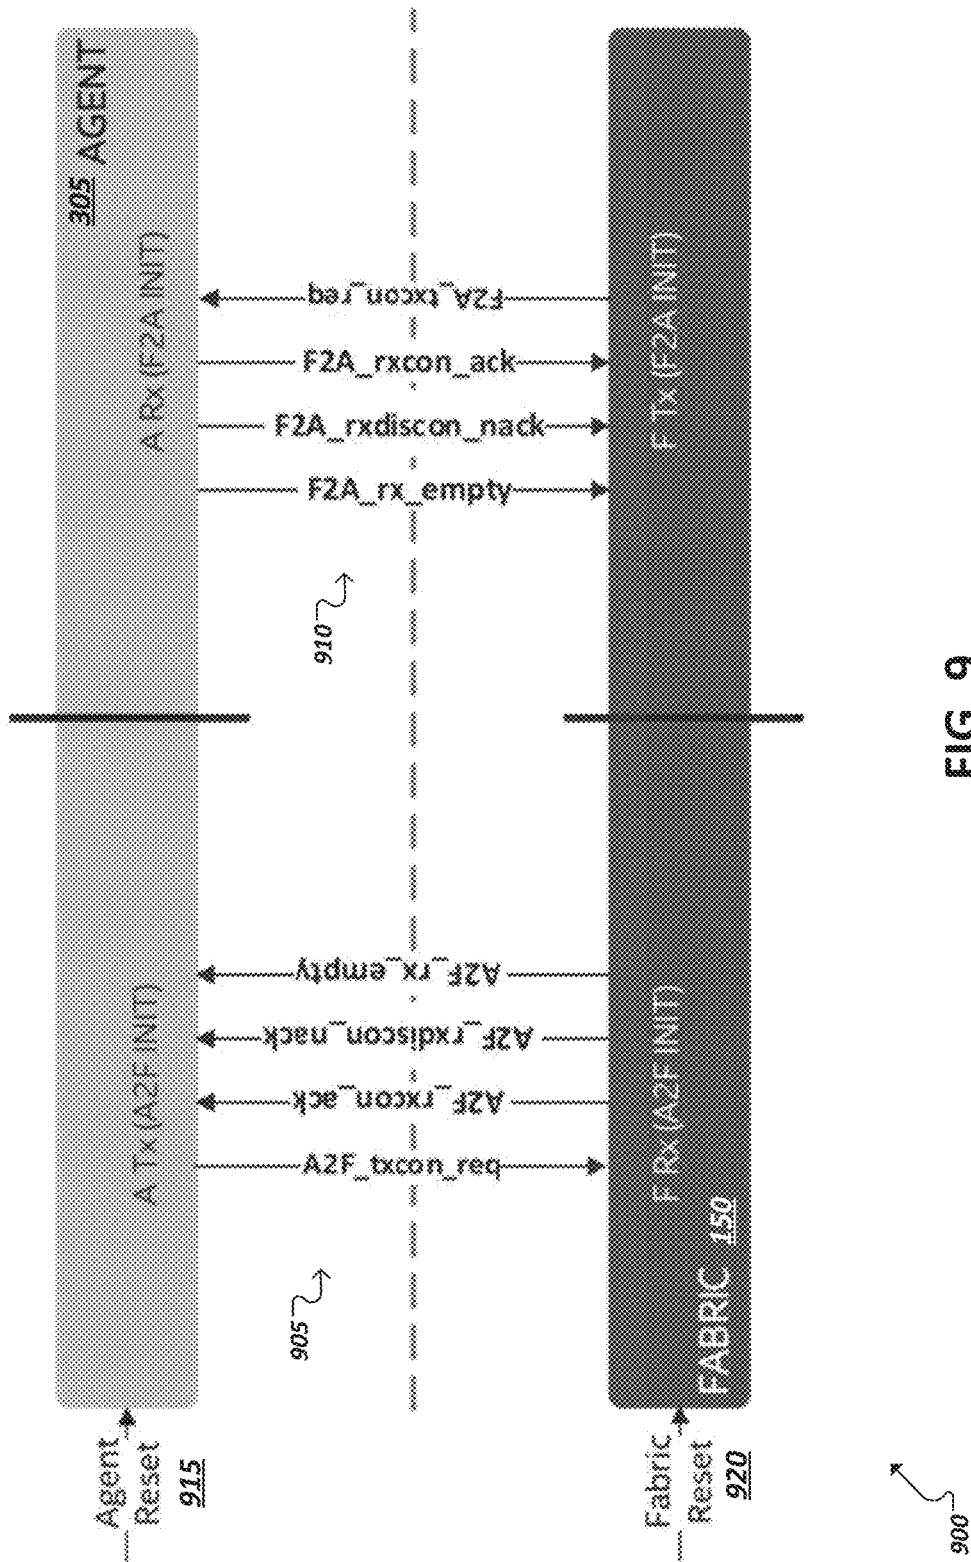 305 AGENT
A Rx (F2A INIT)
A Tx (A2F INIT)
Agent
Reset
915
F2A_txcon_req
F2A_rxcon_ack
F2A_rxdiscon_nack
F2A_rx_empty
910
A2F_rx_empty
A2F_rxdiscon_nack
A2F_rxcon_ack
A2F_txcon_req
905
F Tx (F2A INIT)
F Rx (A2F INIT)
FABRIC 150
Fabric
Reset
920
900
FIG 9